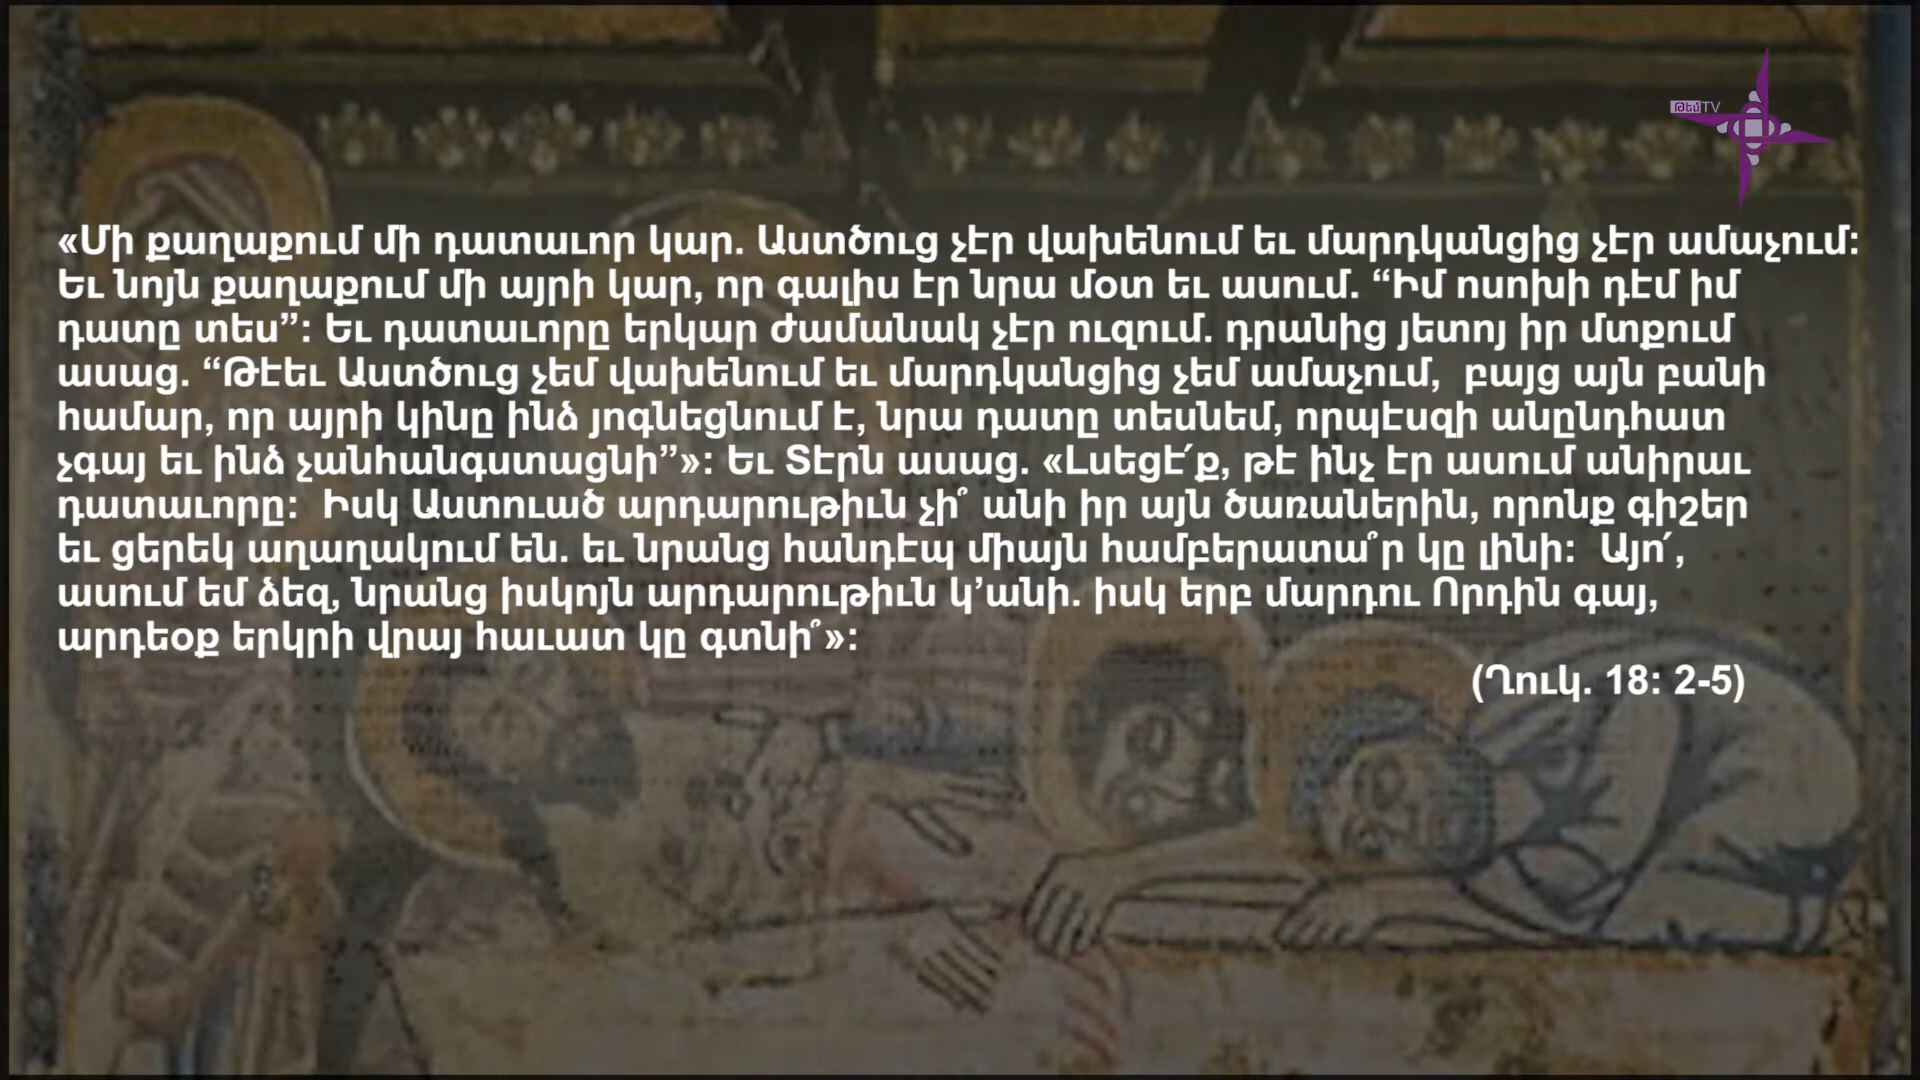 ԹԵՄTV
«Մի քաղաքում մի դատաւոր կար. Աստծուց չէր վախենում եւ մարդկանցից չէր ամաչում:
Եւ նոյն քաղաքում մի այրի կար, որ գալիս էր նրա մօտ եւ ասում. “Իմ ոսոխի դէմ իմ
դատը տես”: Եւ դատաւորը երկար ժամանակ չէր ուզում. դրանից յետոյ իր մտքում
ասաց. “Թէեւ Աստծուց չեմ վախենում եւ մարդկանցից չեմ ամաչում, բայց այն բանի
համար, որ այրի կինը ինձ յոգնեցնում է, նրա դատը տեսնեմ, որպէսզի անընդհատ
չգայ եւ ինձ չանհանգստացնի”»: Եւ Տէրն ասաց. «Լսեցէ՛ք, թէ ինչ էր ասում անիրաւ
դատաւորը: Իսկ Աստուած արդարութիւն չի՞ անի իր այն ծառաներին, որոնք գիշեր
եւ ցերեկ աղաղակում են. եւ նրանց հանդէպ միայն համբերատա՞ր կը լինի: Այո՛,
ասում եմ ձեզ, նրանց իսկոյն արդարութիւն կ’անի. իսկ երբ մարդու Որդին գայ,
արդեօք երկրի վրայ հաւատ կը գտնի՞»:
(Ղուկ. 18: 2-5)